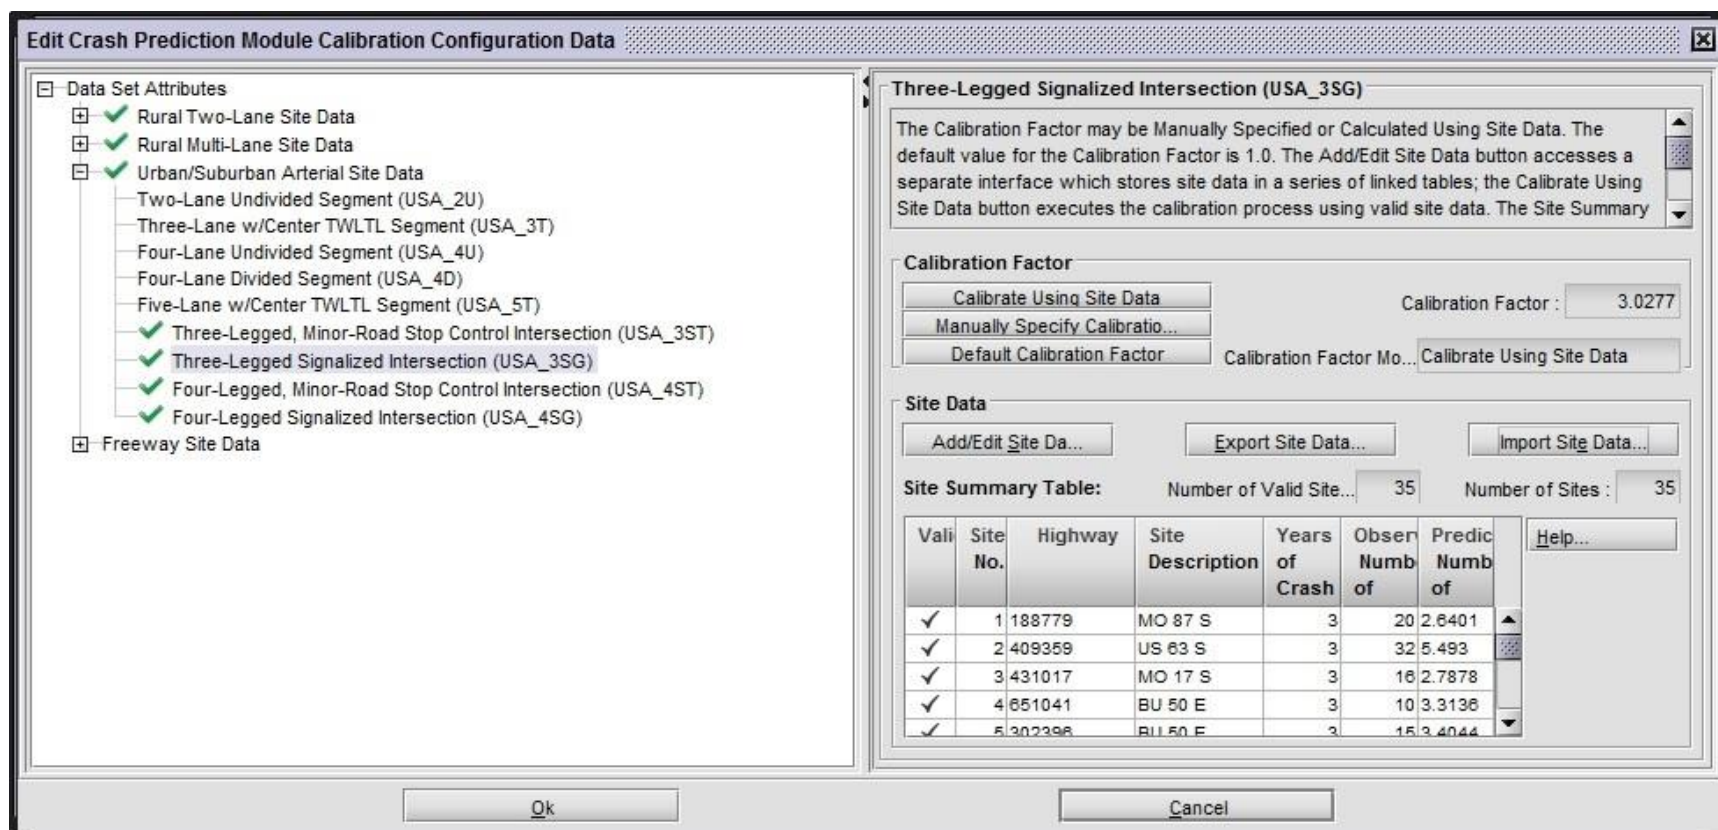 Edit Crash Prediction Module Calibration Configuration Data
Data Set Attributes
Rural Two-Lane Site Data
Rural Multi-Lane Site Data
Urban/Suburban Arterial Site Data
Two-Lane Undivided Segment (USA_2U)
Three-Lane w/Center TWLTL Segment (USA_3T)
Four-Lane Undivided Segment (USA_4U)
Four-Lane Divided Segment (USA_4D)
Five-Lane w/Center TWLTL Segment (USA_5T)
Three-Legged, Minor-Road Stop Control Intersection (USA_3ST)
Three-Legged Signalized Intersection (USA_3SG)
Four-Legged, Minor-Road Stop Control Intersection (USA_4ST)
Four-Legged Signalized Intersection (USA_4SG)
Freeway Site Data
Three-Legged Signalized Intersection (USA_3SG)
The Calibration Factor may be Manually Specified or Calculated Using Site Data. The
default value for the Calibration Factor is 1.0. The Add/Edit Site Data button accesses a
separate interface which stores site data in a series of linked tables; the Calibrate Using
Site Data button executes the calibration process using valid site data. The Site Summary
Calibration Factor
Calibrate Using Site Data
Calibration Factor : 3.0277
Manually Specify Calibratio...
Default Calibration Factor
Calibration Factor Mo... Calibrate Using Site Data
Site Data
Add/Edit Site Da... Export Site Data... Import Site Data...
Site Summary Table: Number of Valid Site... 35 Number of Sites : 35
Vali Site Highway Site Years Obser Predic Help...
No. Description of Numb Numb
Crash of of
1 188779 MO 87 S 3 20 2.6401
2 409359 US 63 S 3 32 5.493
3 431017 MO 17 S 3 16 2.7878
4 651041 BU 50 E 3 10 3.3136
5 302396 BU 50 E 3 15 3.4044
Ok Cancel